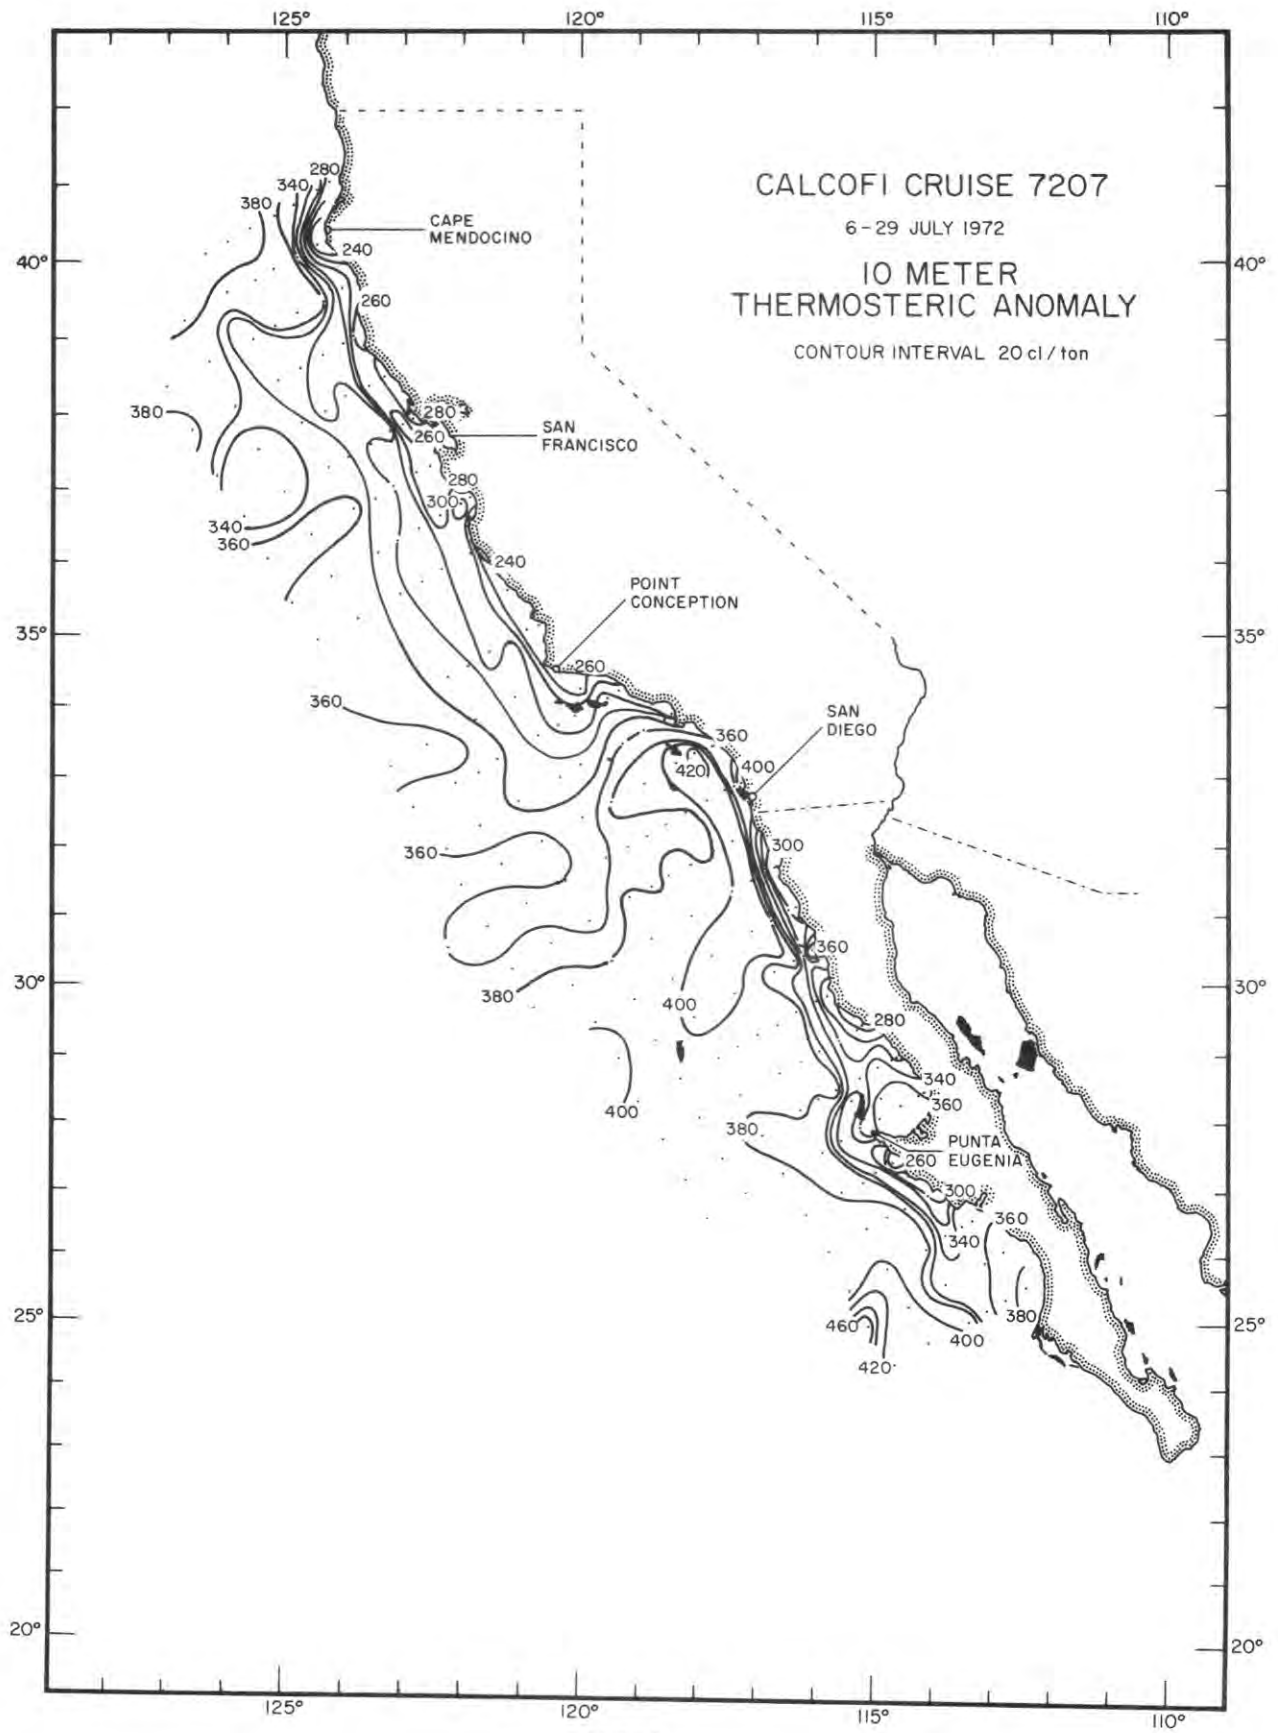 125° 120° 115° 110°
CALCOFI CRUISE 7207
6-29 JULY 1972
10 METER
THERMOSTERIC ANOMALY
CONTOUR INTERVAL 20 cl/ton
280
340
380
CAPE
MENDOCINO
240
40° 40°
260
380
280
260
SAN
FRANCISCO
280
300
340
360
240
POINT
CONCEPTION
35° 35°
260
360
SAN
DIEGO
360
400
420
300
360
360
30° 30°
380
400
280
340
360
400
380
PUNTA
EUGENIA
260
300
360
340
25° 25°
380
460
400
420
20° 20°
125° 120° 115° 110°